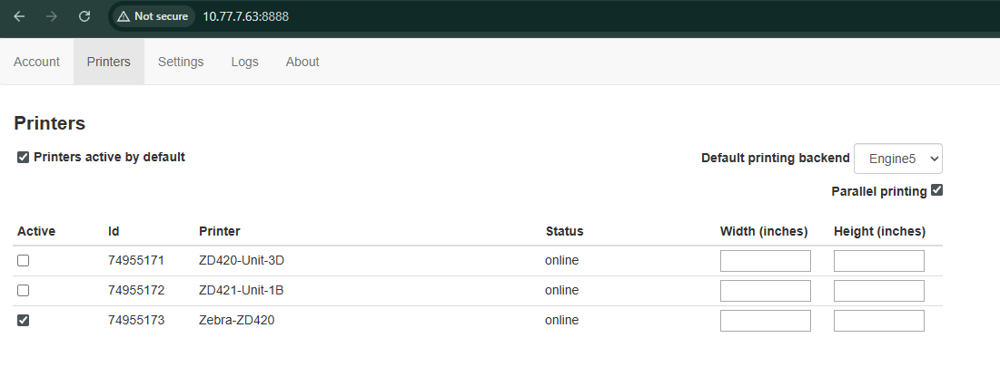 Not secure 10.77.7.63:8888
Account Printers Settings Logs About
Printers
Printers active by default Default printing backend Engine5
Parallel printing
Active Id Printer Status Width (inches) Height (inches)
74955171 ZD420-Unit-3D online
74955172 ZD421-Unit-1B online
74955173 Zebra-ZD420 online